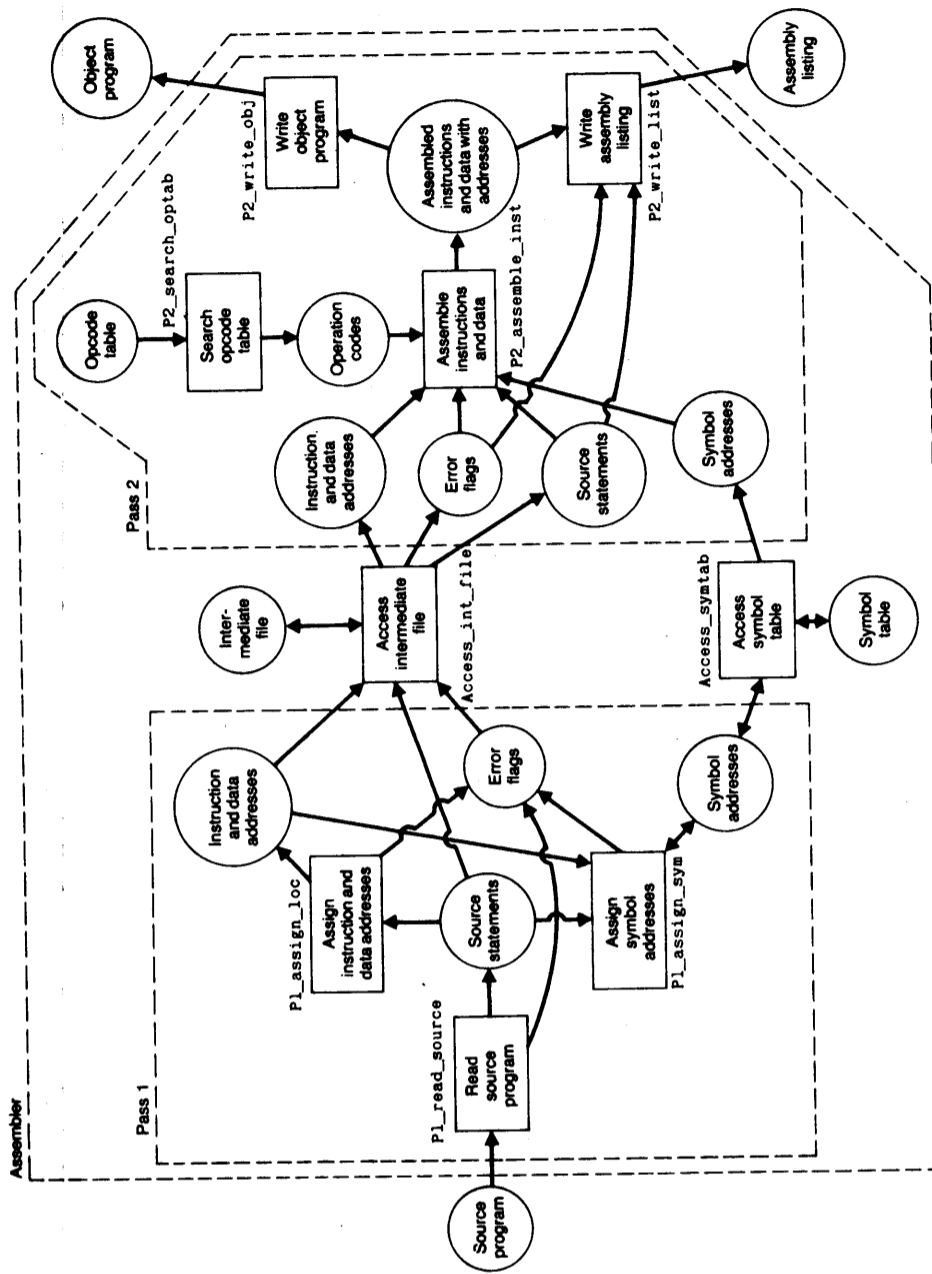 Assembler
Pass 1
Source
program
P1_read_source
Read
source
program
P1_assign_loc
Assign
instruction and
data addresses
Source
statements
Assign
symbol
addresses
P1_assign_sym
Instruction
and data
addresses
Error
flags
Symbol
addresses
Inter-
mediate
file
Access
intermediate
file
Access_int_file
Access_symtab
Access
symbol
table
Symbol
table
Pass 2
Instruction.
and data
addresses
Error
flags
Source
statements
Symbol
addresses
Opcode
table
P2_search_optab
Search
opcode
table
Operation
codes
Assemble
instructions
and data
P2_assemble_inst
P2_write_obj
Write
object
program
Assembled
instructions
and data with
addresses
Write
assembly
listing
P2_write_list
Object
program
Assembly
listing